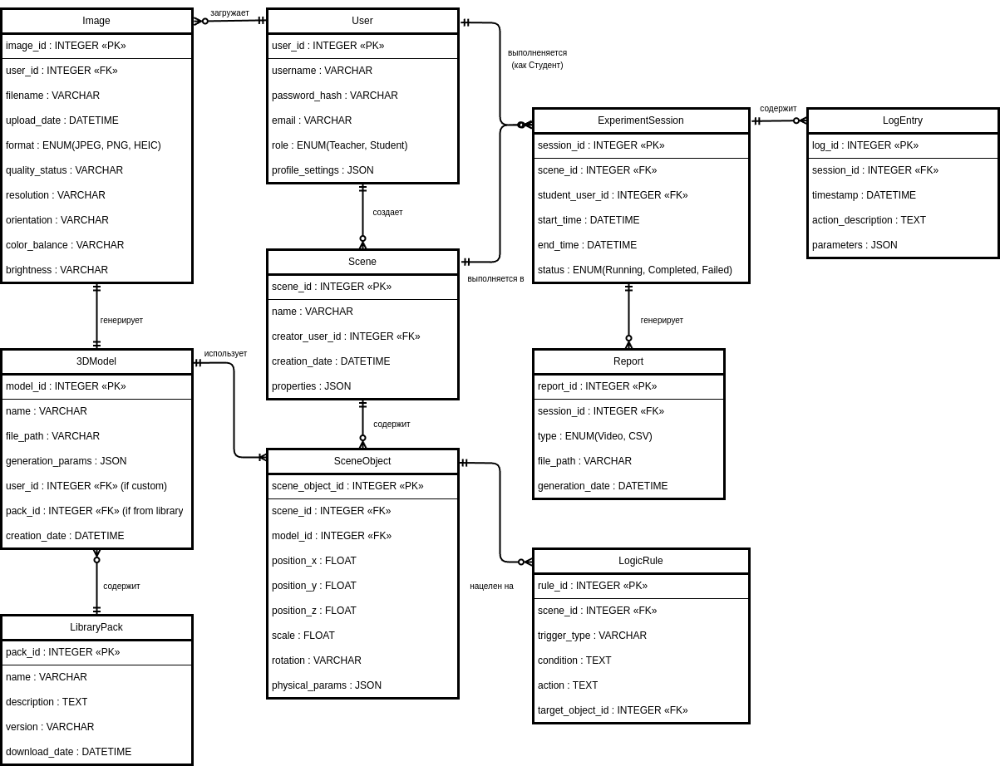 Image
image_id : INTEGER «PK»
user_id : INTEGER «FK»
filename : VARCHAR
upload_date : DATETIME
format : ENUM(JPEG, PNG, HEIC)
quality_status : VARCHAR
resolution : VARCHAR
orientation : VARCHAR
color_balance : VARCHAR
brightness : VARCHAR
загружает
User
user_id : INTEGER «PK»
username : VARCHAR
password_hash : VARCHAR
email : VARCHAR
role : ENUM(Teacher, Student)
profile_settings : JSON
выполненяется
(как Студент)
ExperimentSession
session_id : INTEGER «PK»
scene_id : INTEGER «FK»
student_user_id : INTEGER «FK»
start_time : DATETIME
end_time : DATETIME
status : ENUM(Running, Completed, Failed)
содержит
LogEntry
log_id : INTEGER «PK»
session_id : INTEGER «FK»
timestamp : DATETIME
action_description : TEXT
parameters : JSON
создает
Scene
scene_id : INTEGER «PK»
name : VARCHAR
creator_user_id : INTEGER «FK»
creation_date : DATETIME
properties : JSON
выполняется в
генерирует
генерирует
3DModel
model_id : INTEGER «PK»
name : VARCHAR
file_path : VARCHAR
generation_params : JSON
user_id : INTEGER «FK» (if custom)
pack_id : INTEGER «FK» (if from library
creation_date : DATETIME
использует
Report
report_id : INTEGER «PK»
session_id : INTEGER «FK»
type : ENUM(Video, CSV)
file_path : VARCHAR
generation_date : DATETIME
содержит
SceneObject
scene_object_id : INTEGER «PK»
scene_id : INTEGER «FK»
model_id : INTEGER «FK»
position_x : FLOAT
position_y : FLOAT
position_z : FLOAT
scale : FLOAT
rotation : VARCHAR
physical_params : JSON
нацелен на
LogicRule
rule_id : INTEGER «PK»
scene_id : INTEGER «FK»
trigger_type : VARCHAR
condition : TEXT
action : TEXT
target_object_id : INTEGER «FK»
содержит
LibraryPack
pack_id : INTEGER «PK»
name : VARCHAR
description : TEXT
version : VARCHAR
download_date : DATETIME